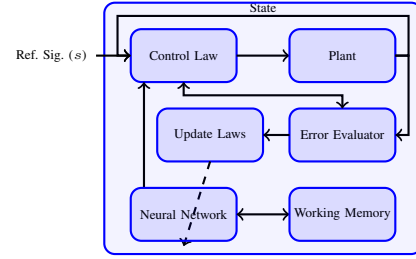 State
Ref. Sig. (s)
Control Law
Plant
Update Laws
Error Evaluator
Neural Network
Working Memory